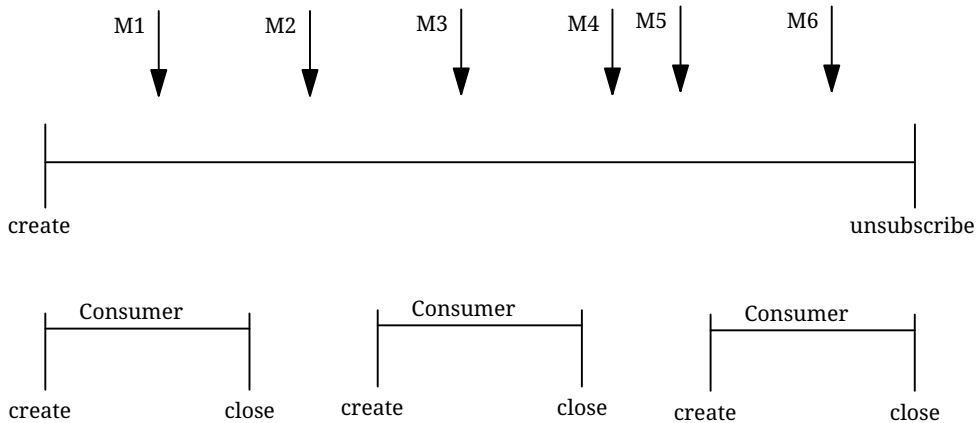 M1
M2
M3
M4
M5
M6
create
unsubscribe
Consumer
Consumer
Consumer
create
close
create
close
create
close